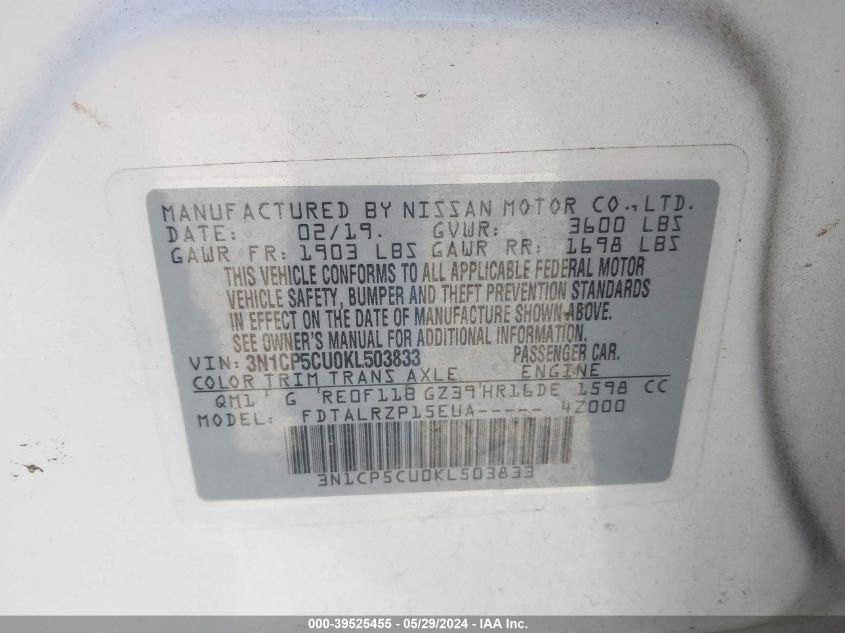 MANUFACTURED BY NISSAN MOTOR CO., LTD.
DATE: 02/19. GVWR: 3600 LBS
GAWR FR: 1903 LBS GAWR RR: 1698 LBS
THIS VEHICLE CONFORMS TO ALL APPLICABLE FEDERAL MOTOR
VEHICLE SAFETY, BUMPER AND THEFT PREVENTION STANDARDS
IN EFFECT ON THE DATE OF MANUFACTURE SHOWN ABOVE.
SEE OWNER'S MANUAL FOR ADDITIONAL INFORMATION.
VIN: 3N1CP5CU0KL503833 PASSENGER CAR.
COLOR TRIM TRANS AXLE ENGINE
QM1 G RE0F11B GZ39 HR16DE 1598 CC
MODEL: FDTALRZP15EUA----- 4Z000
3N1CP5CU0KL503833
000-39525455 - 05/29/2024 - IAA Inc.